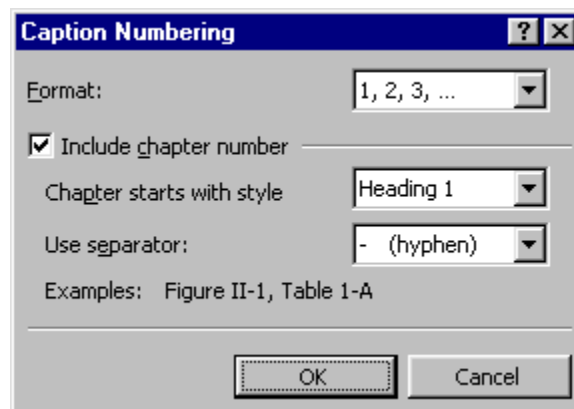 Caption Numbering
Format: 1, 2, 3, ...
Include chapter number
Chapter starts with style Heading 1
Use separator: - (hyphen)
Examples: Figure II-1, Table 1-A
OK Cancel